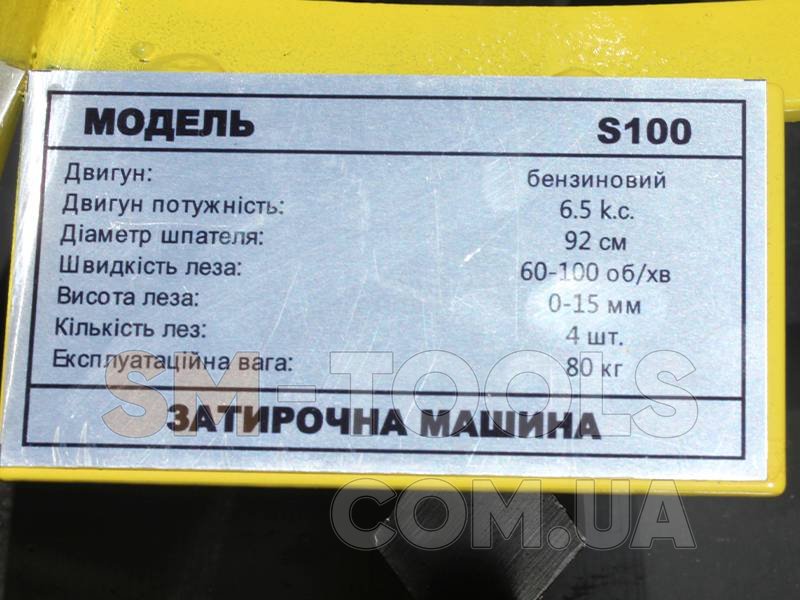 МОДЕЛЬ S100
Двигун: бензиновий
Двигун потужність: 6.5 k.c.
Діаметр шпателя: 92 см
Швидкість леза: 60-100 об/хв
Висота леза: 0-15 мм
Кількість лез: 4 шт.
Експлуатаційна вага: 80 кг
SM-TOOLS
ЗАТИРОЧНА МАШИНА
COM.UA